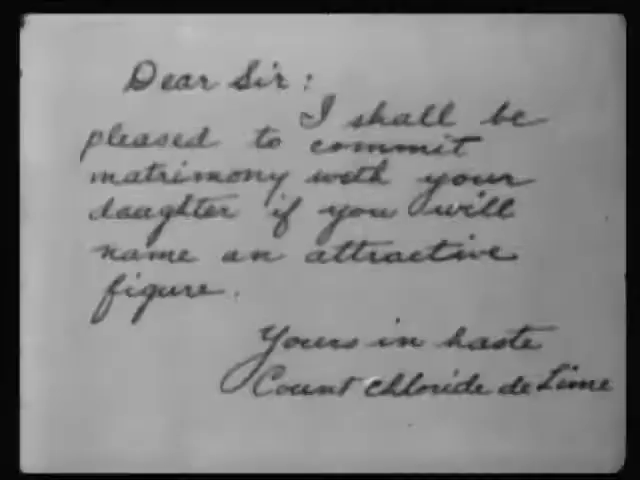 Dear Sir:
I shall be
pleased to commit
matrimony with your
daughter if you will
name an attractive
figure.
Yours in haste
Count Chloride de Lime